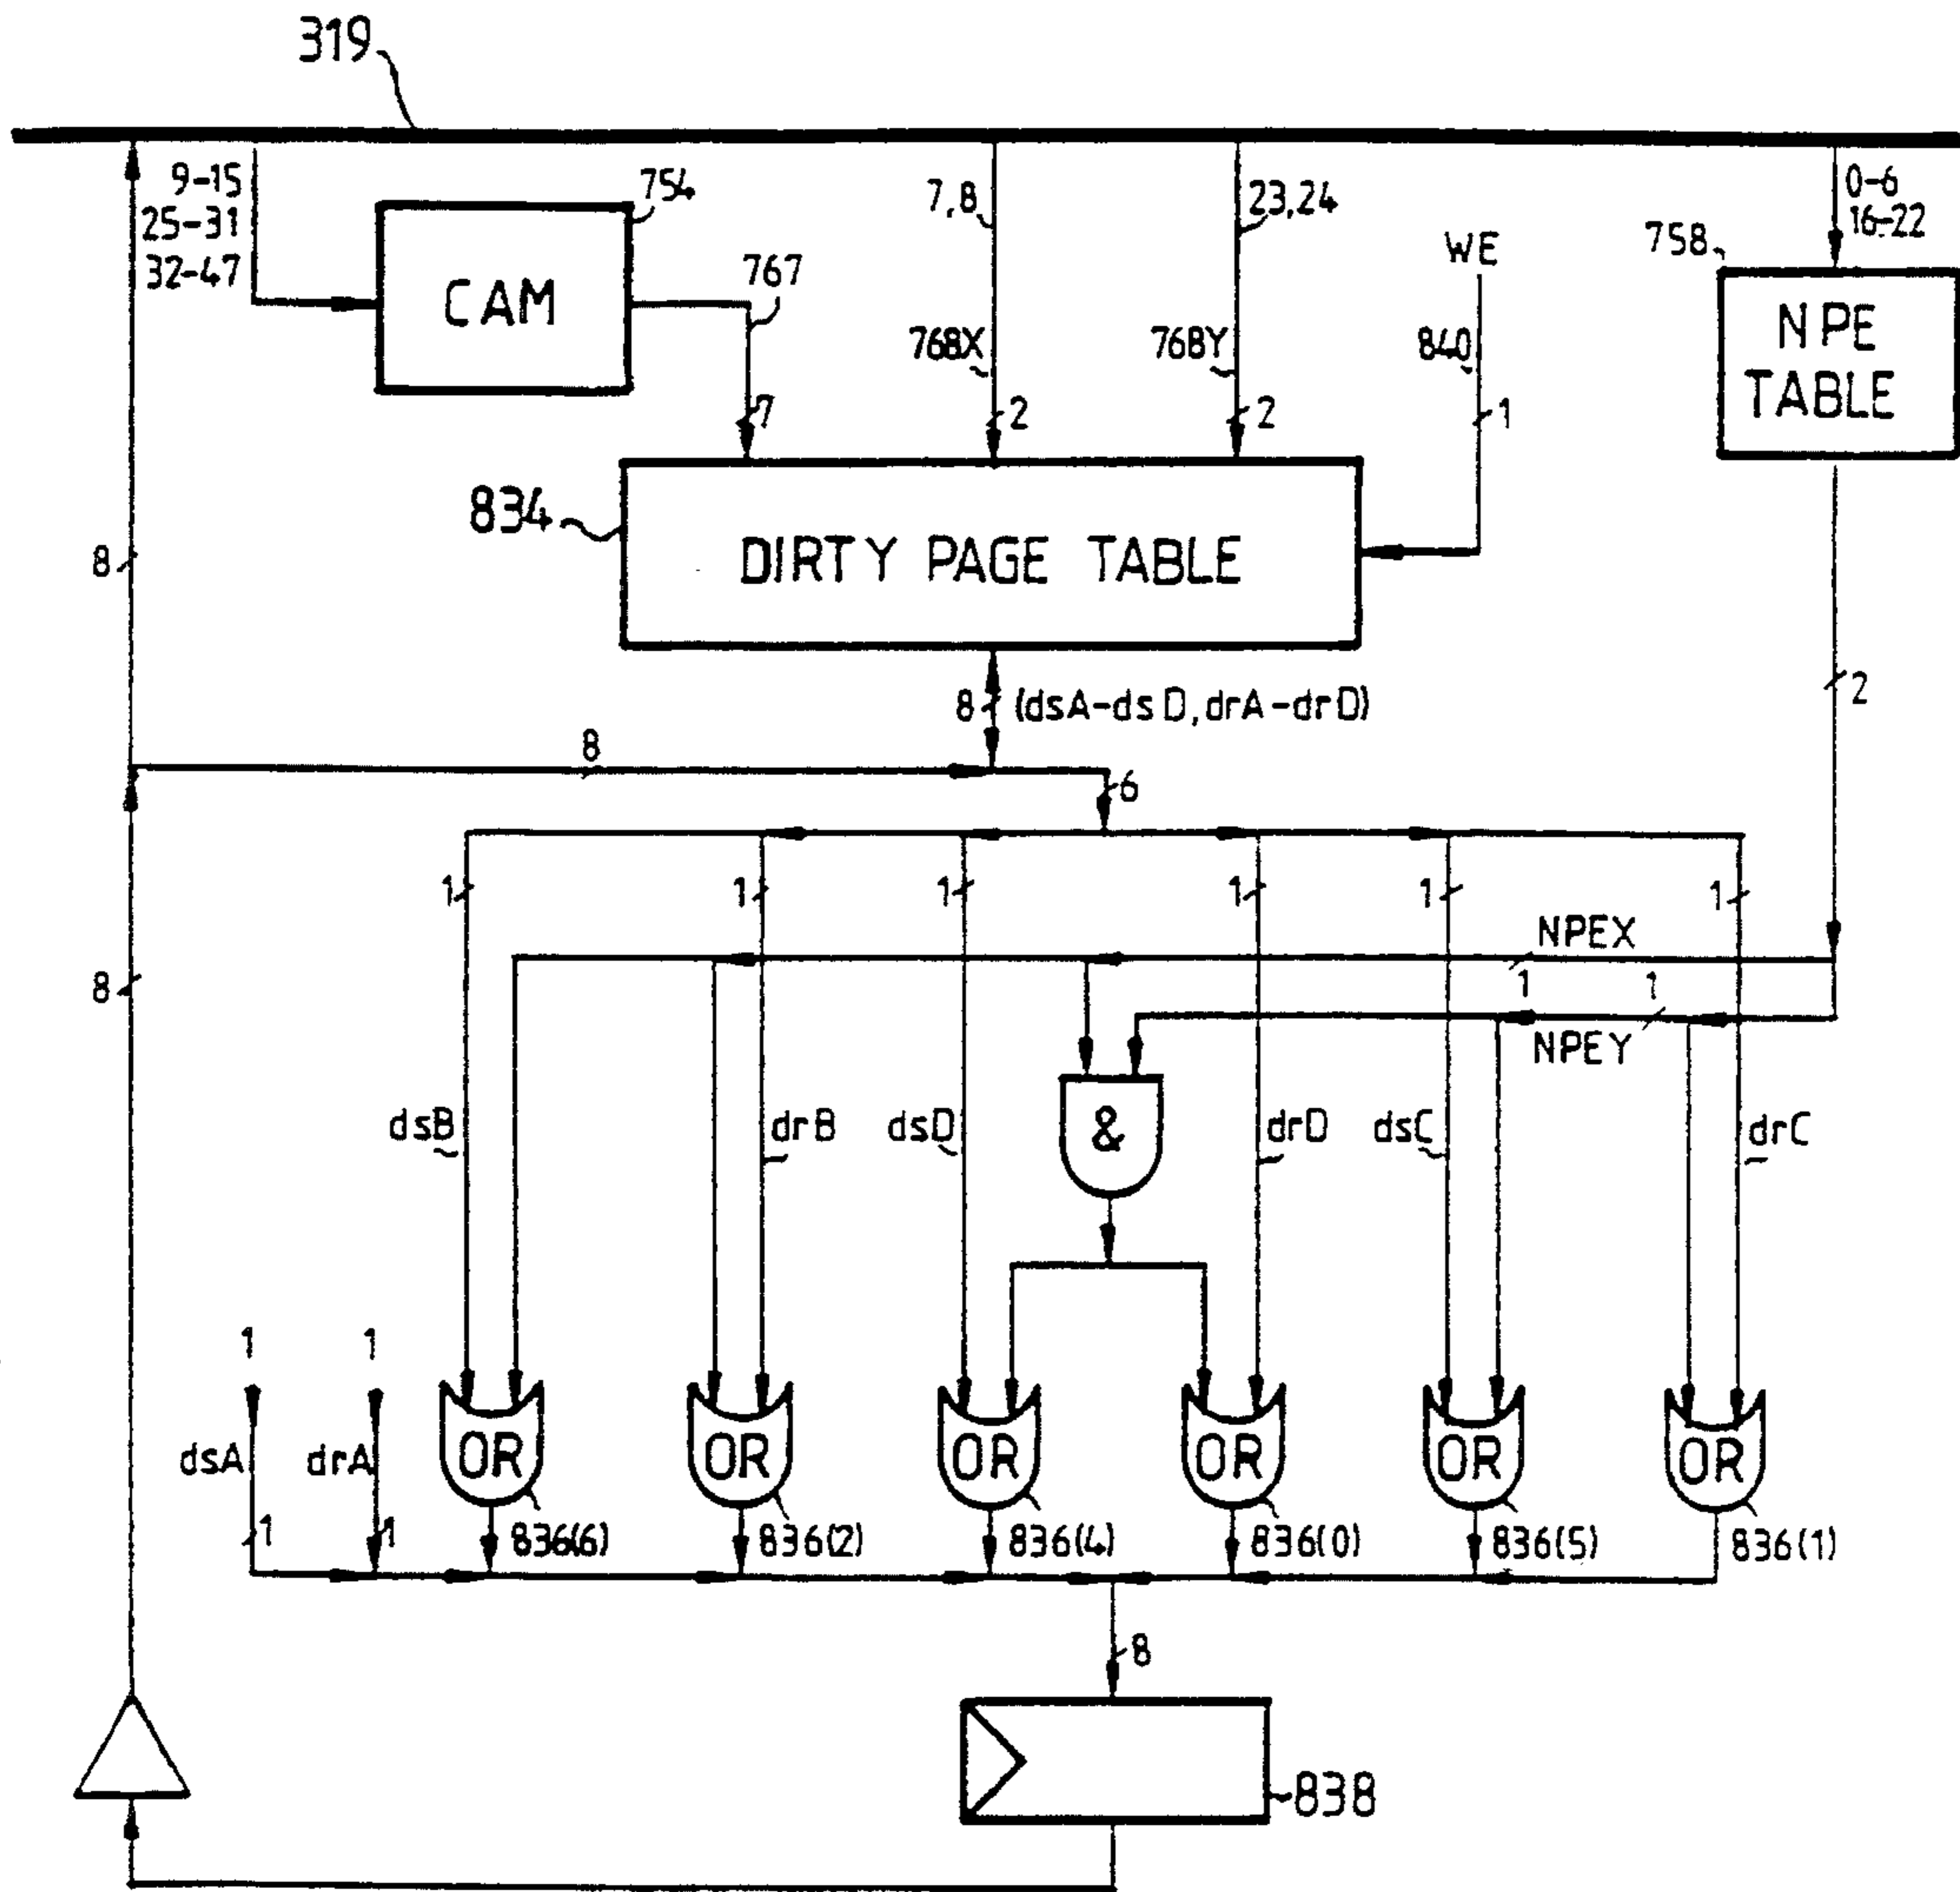 319
9-15
25-31
32-47
754
CAM
767
7
7,8
768X
2
23,24
768Y
2
WE
840
1
0-6
16-22
758
NPE
TABLE
834
DIRTY PAGE TABLE
8
8 (dsA-dsD, drA-drD)
2
8
6
1
1
1
1
1
1
NPEX
1
1
NPEY
8
dsB
drB
dsD
&
drD
dsC
drC
1
1
dsA
drA
OR
OR
OR
OR
OR
OR
1
1
836(6)
836(2)
836(4)
836(0)
836(5)
836(1)
8
838